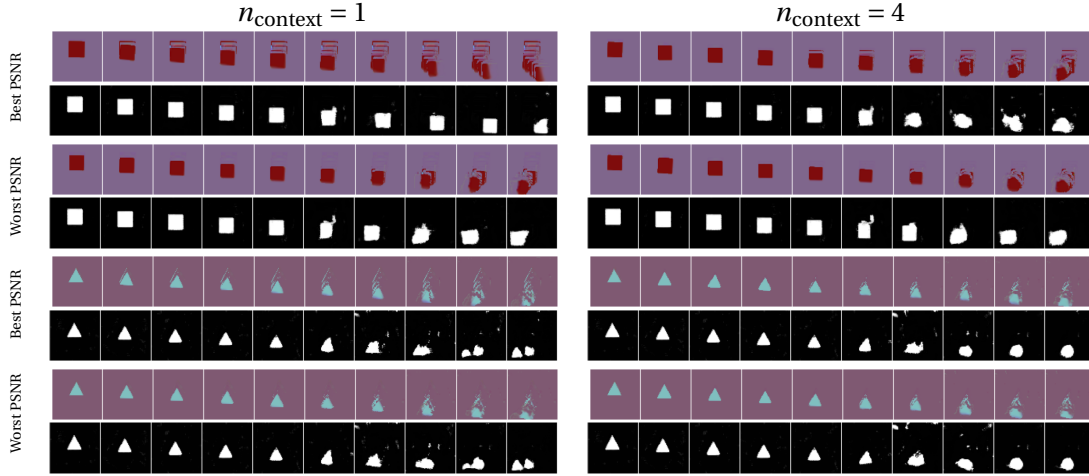 n_context = 1
n_context = 4
Best PSNR
Worst PSNR
Best PSNR
Worst PSNR